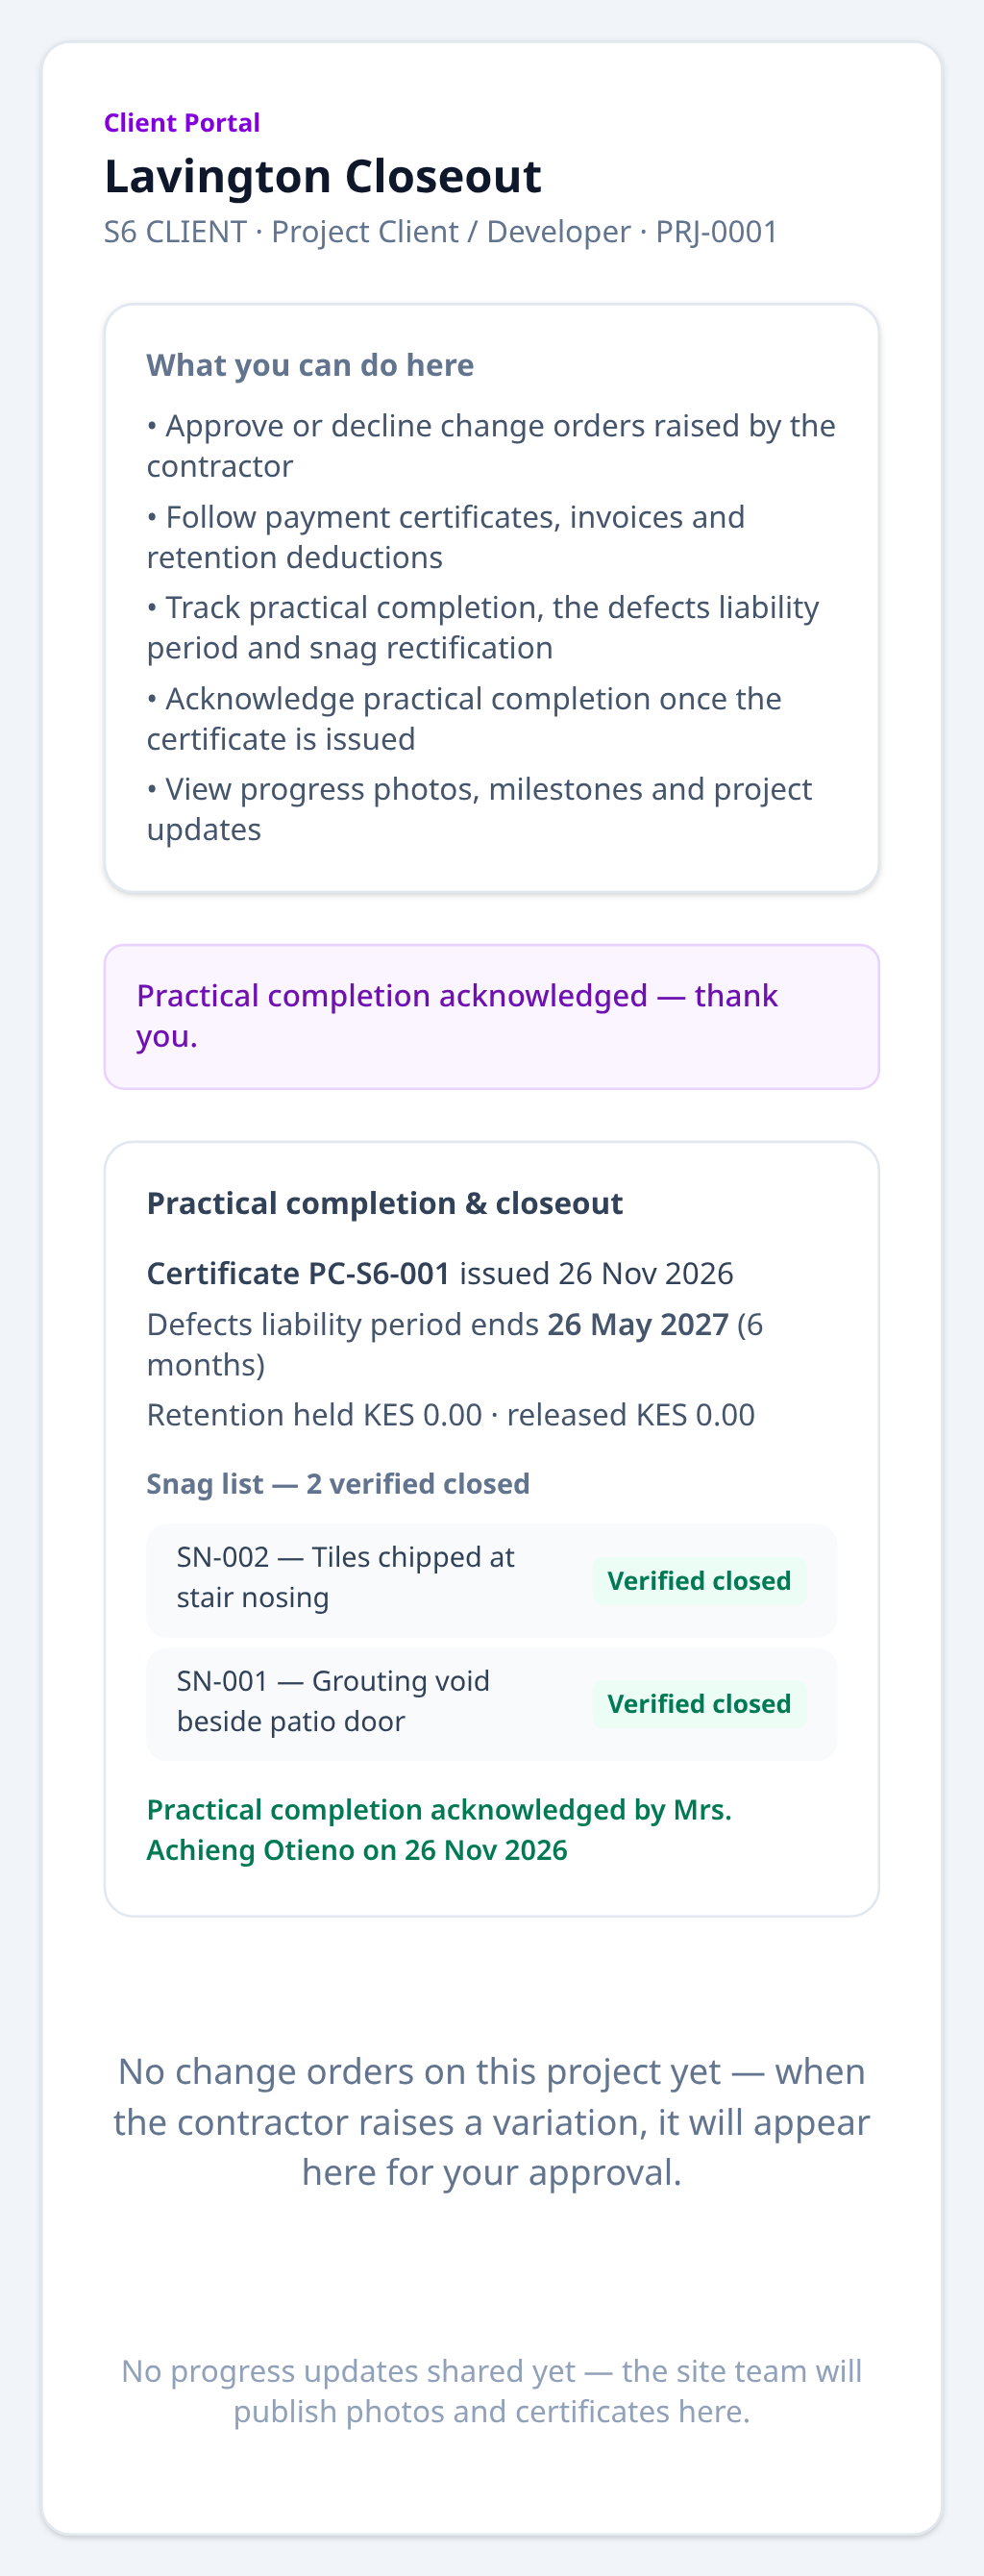 Client Portal
Lavington Closeout
S6 CLIENT · Project Client / Developer · PRJ-0001
What you can do here
• Approve or decline change orders raised by the
contractor
• Follow payment certificates, invoices and
retention deductions
• Track practical completion, the defects liability
period and snag rectification
• Acknowledge practical completion once the
certificate is issued
• View progress photos, milestones and project
updates
Practical completion acknowledged — thank
you.
Practical completion & closeout
Certificate PC-S6-001 issued 26 Nov 2026
Defects liability period ends 26 May 2027 (6
months)
Retention held KES 0.00 · released KES 0.00
Snag list — 2 verified closed
SN-002 — Tiles chipped at
stair nosing
Verified closed
SN-001 — Grouting void
beside patio door
Verified closed
Practical completion acknowledged by Mrs.
Achieng Otieno on 26 Nov 2026
No change orders on this project yet — when
the contractor raises a variation, it will appear
here for your approval.
No progress updates shared yet — the site team will
publish photos and certificates here.